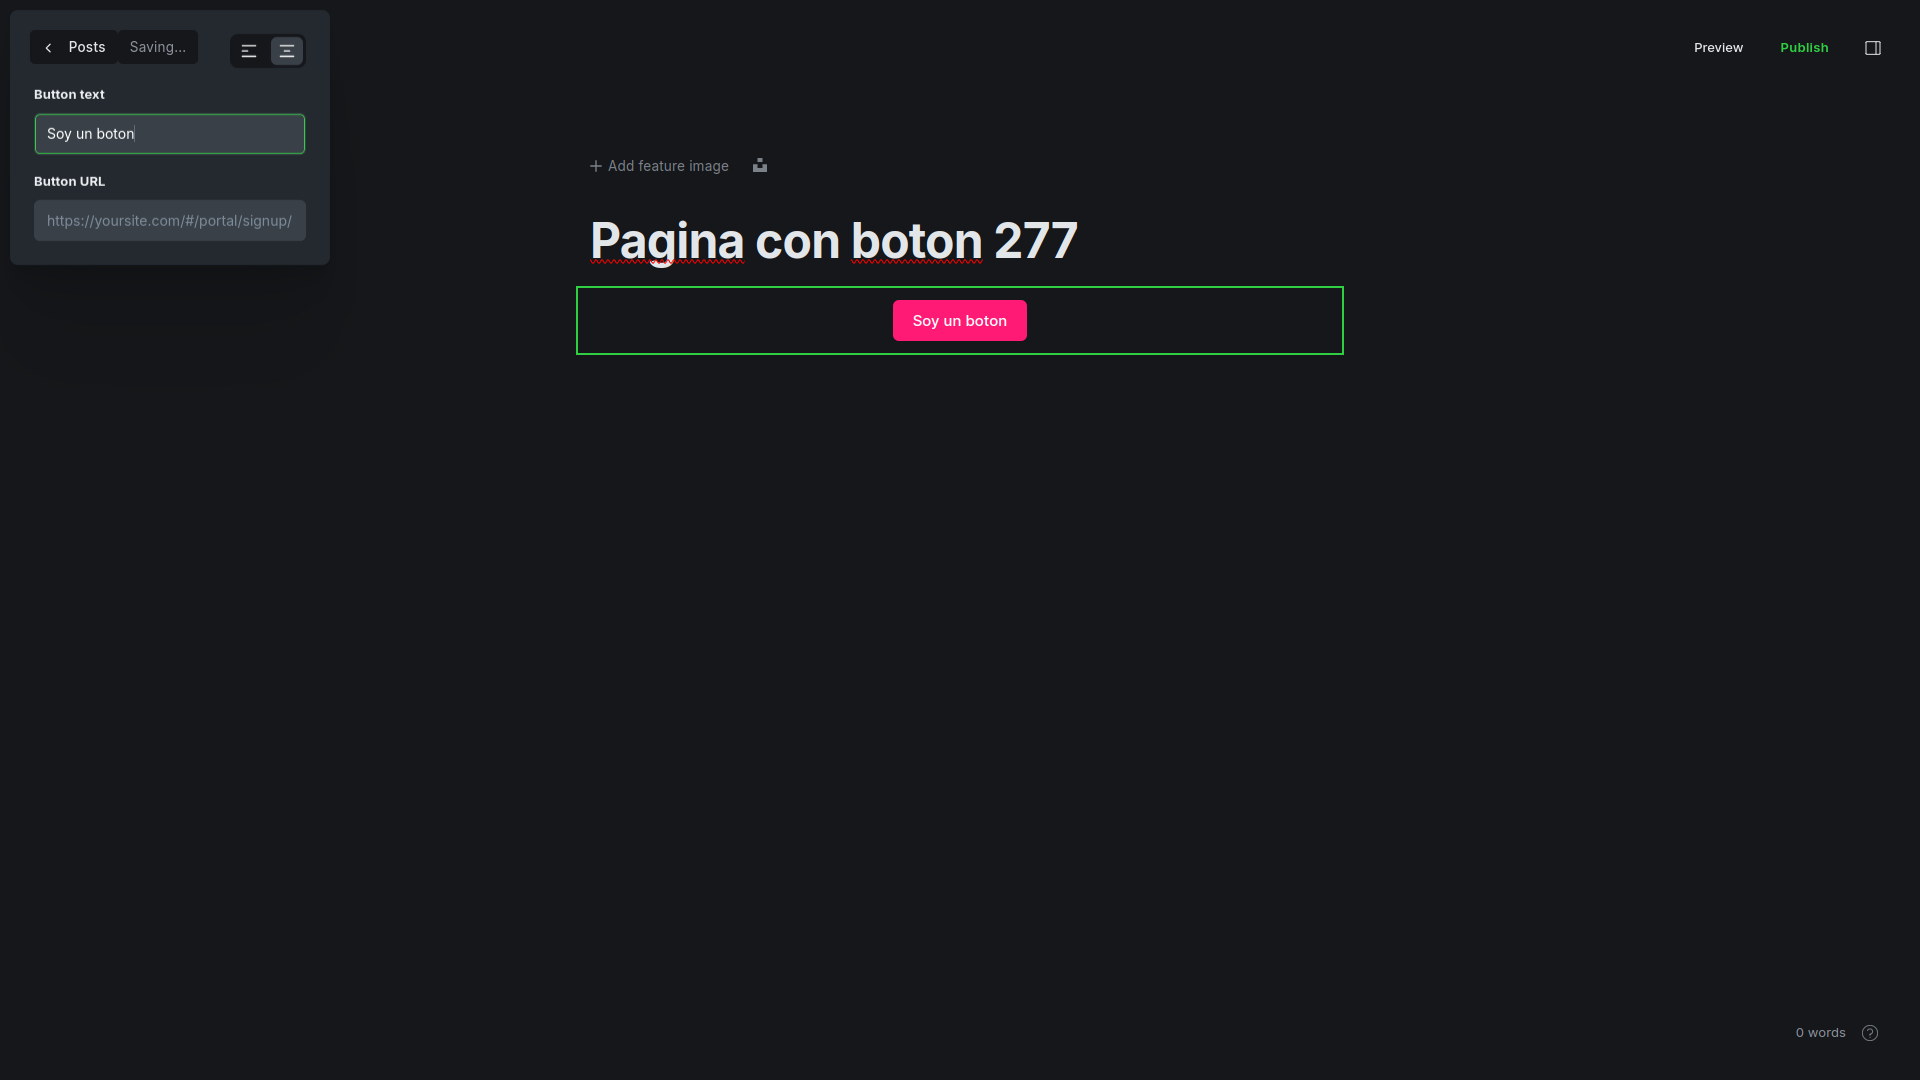 Posts
Saving...
Preview
Publish
Button text
Soy un boton
Button URL
https://yoursite.com/#/portal/signup/
Add feature image
Pagina con boton 277
Soy un boton
0 words
?